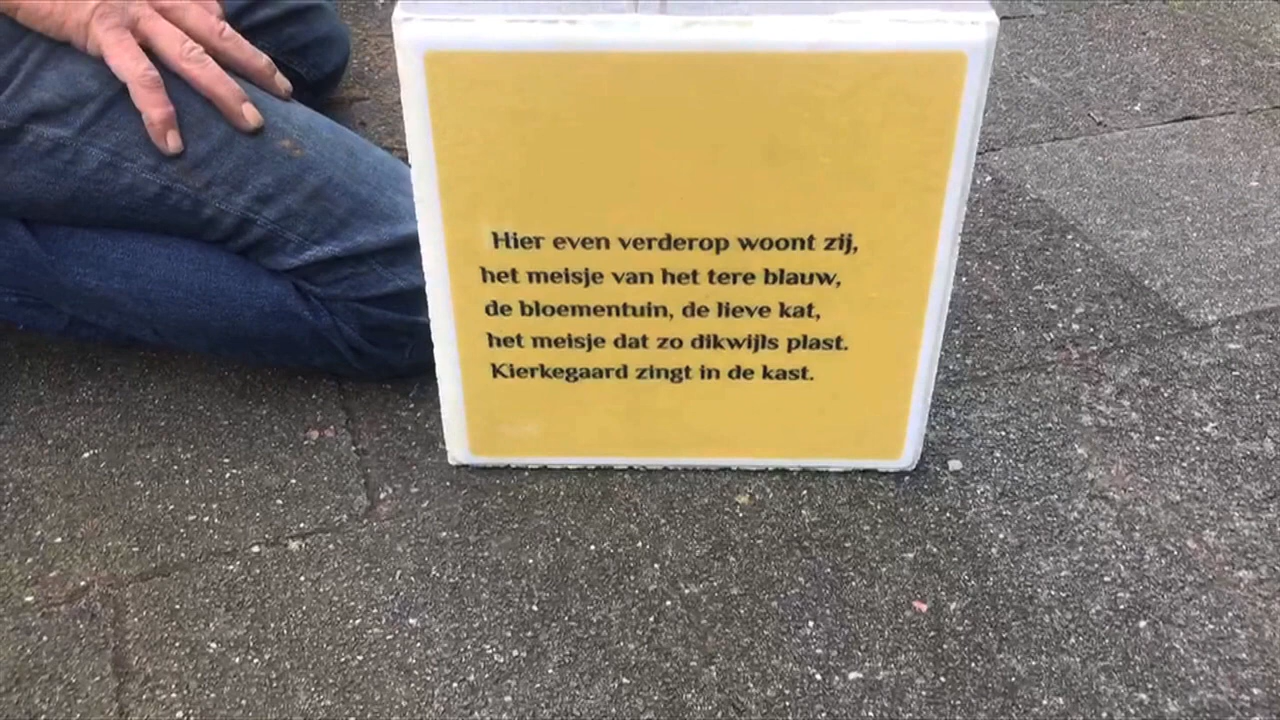 Hier even verderop woont zij,
het meisje van het tere blauw,
de bloementuin, de lieve kat,
het meisje dat zo dikwijls plast.
Kierkegaard zingt in de kast.